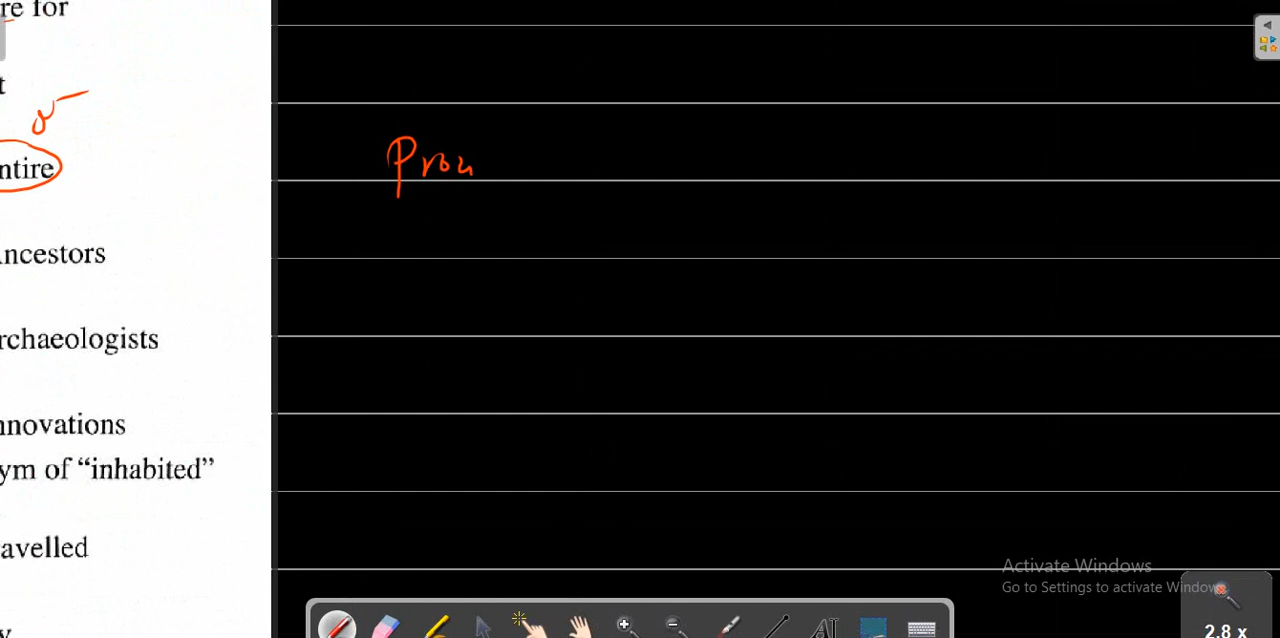 re for
t
ntire
ncestors
rchaeologists
nnovations
ym of “inhabited”
avelled
Prou
Activate Windows
Go to Settings to activate Windows
2.8 x